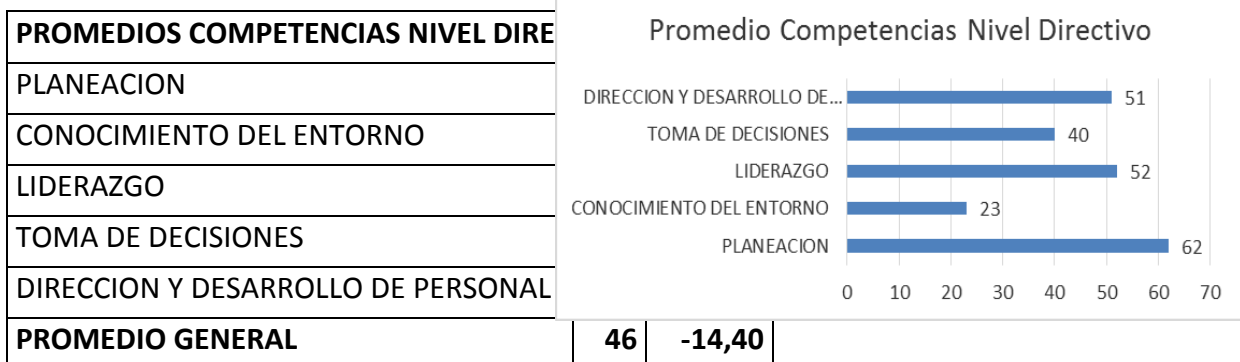 PROMEDIOS COMPETENCIAS NIVEL DIRE
PLANEACION
CONOCIMIENTO DEL ENTORNO
LIDERAZGO
TOMA DE DECISIONES
DIRECCION Y DESARROLLO DE PERSONAL
PROMEDIO GENERAL 46 -14,40
Promedio Competencias Nivel Directivo
DIRECCION Y DESARROLLO DE... 51
TOMA DE DECISIONES 40
LIDERAZGO 52
CONOCIMIENTO DEL ENTORNO 23
PLANEACION 62
0 10 20 30 40 50 60 70